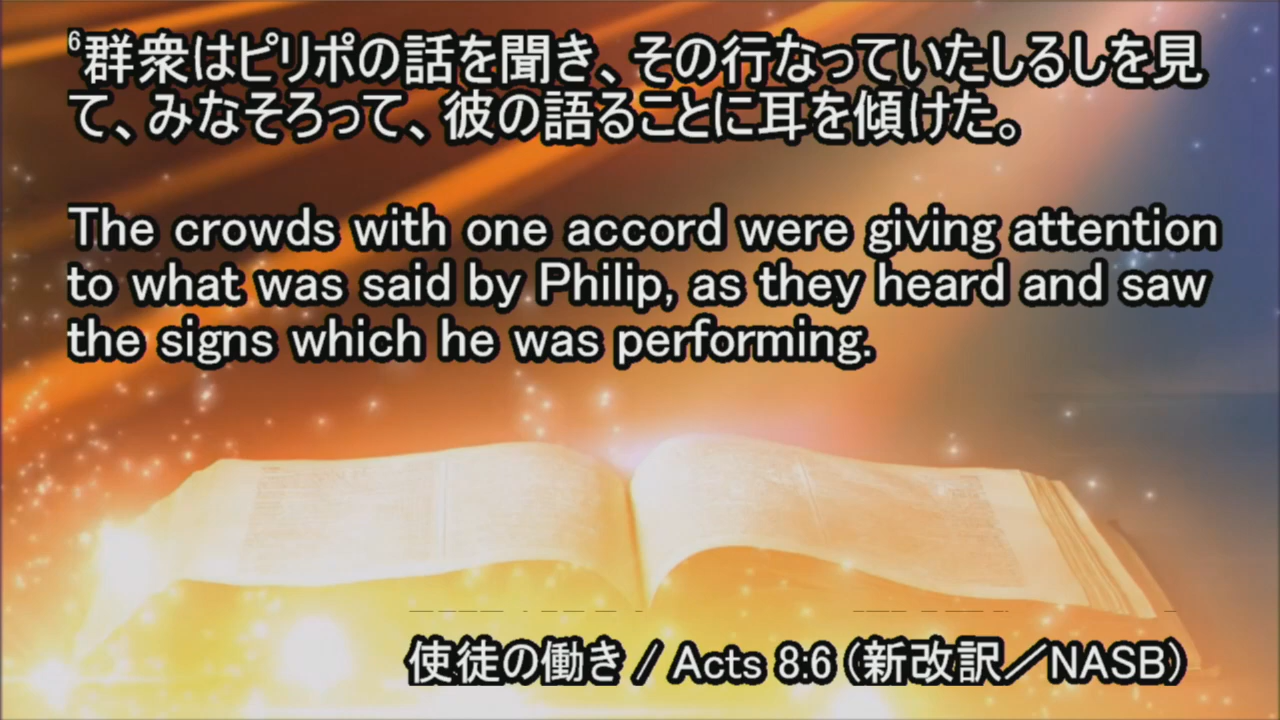 6群衆はピリポの話を聞き、その行なっていたしるしを見
て、みなそろって、彼の語ることに耳を傾けた。
The crowds with one accord were giving attention
to what was said by Philip, as they heard and saw
the signs which he was performing.
使徒の働き / Acts 8:6 (新改訳／NASB)